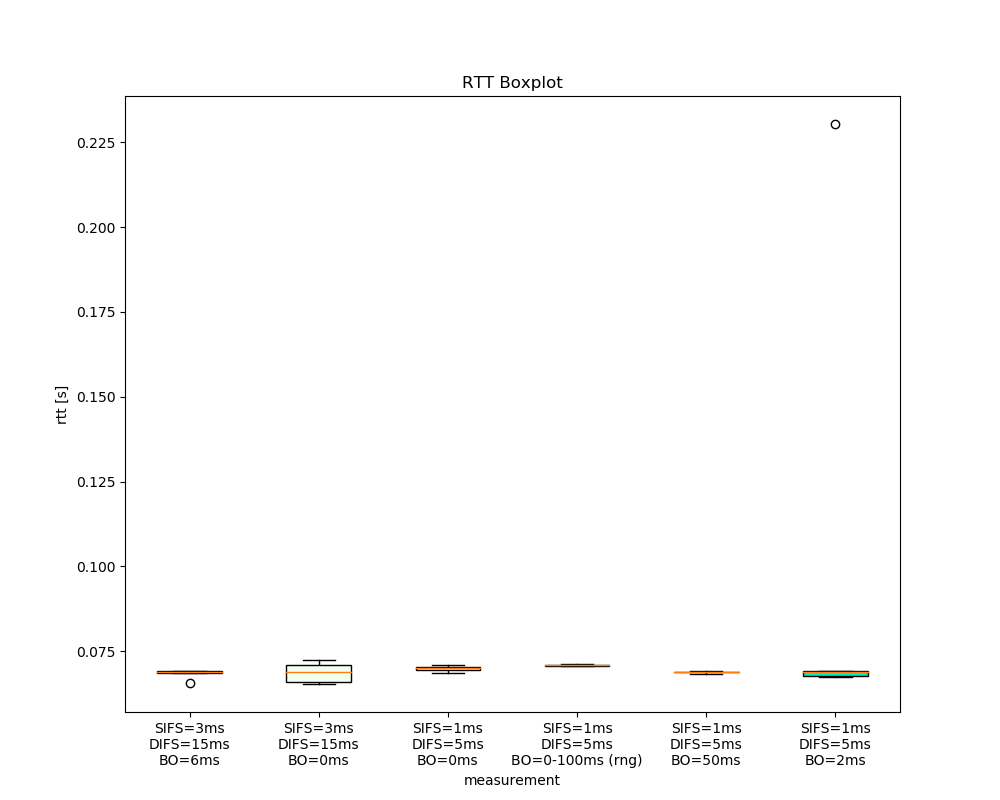 RTT Boxplot
0.225
0.200
0.175
0.150
0.125
0.100
0.075
rtt [s]
SIFS=3ms
DIFS=15ms
BO=6ms
SIFS=3ms
DIFS=15ms
BO=0ms
SIFS=1ms
DIFS=5ms
BO=0ms
SIFS=1ms
DIFS=5ms
BO=0-100ms (rng)
SIFS=1ms
DIFS=5ms
BO=50ms
SIFS=1ms
DIFS=5ms
BO=2ms
measurement